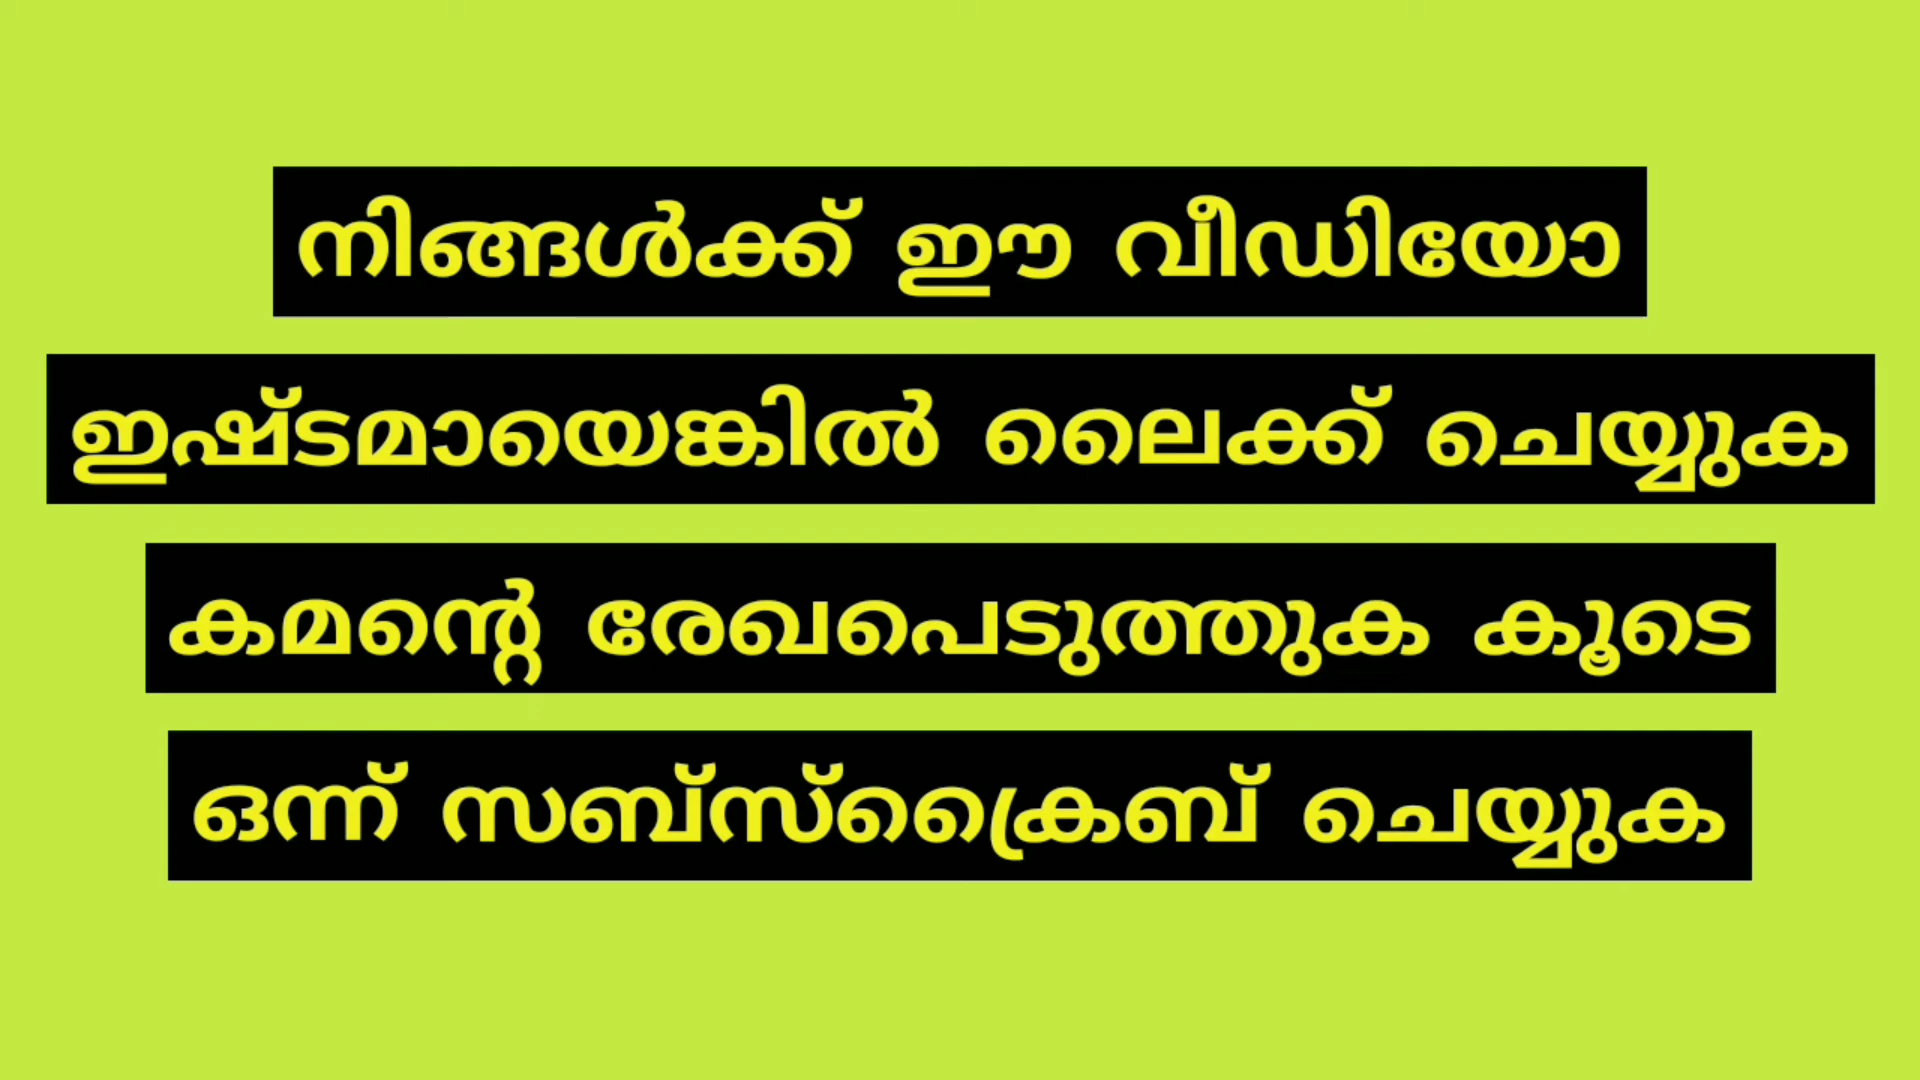 നിങ്ങൾക്ക് ഈ വീഡിയോ
ഇഷ്ടമായെങ്കിൽ ലൈക്ക് ചെയ്യുക
കമന്റെ് രേഖപെടുത്തുക കൂടെ
ഒന്ന് സബ്സ്ക്രൈബ് ചെയ്യുക